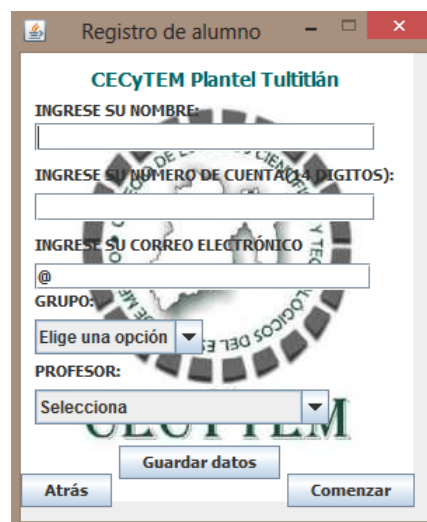 Registro de alumno
CECyTEM Plantel Tultitlán
INGRESE SU NOMBRE:
INGRESE SU NÚMERO DE CUENTA(14 DIGITOS):
INGRESE SU CORREO ELECTRÓNICO
@
GRUPO:
Elige una opción
PROFESOR:
Selecciona
CECYTEM
Guardar datos
Atrás
Comenzar